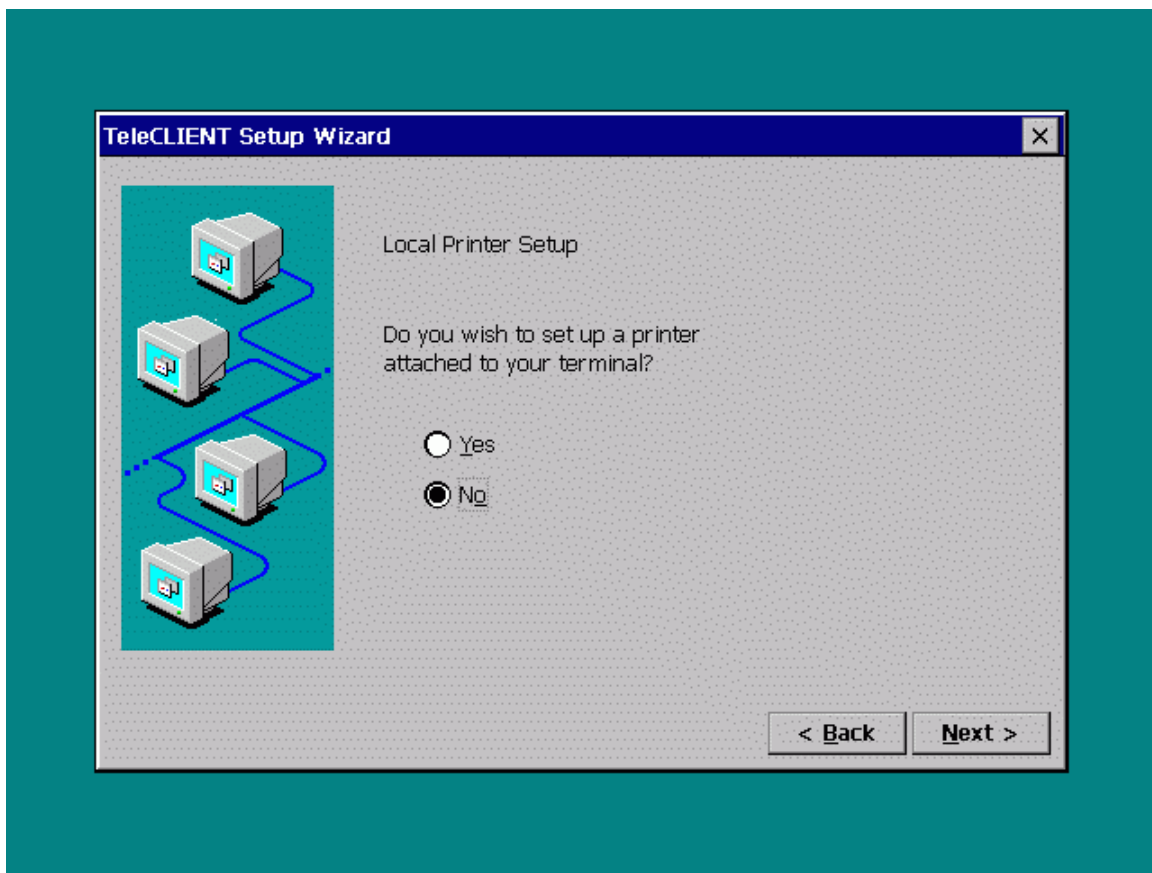 TeleCLIENT Setup Wizard
Local Printer Setup
Do you wish to set up a printer
attached to your terminal?
Yes
No
< Back
Next >